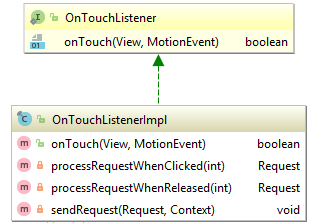 I OnTouchListener
01 onTouch(View, MotionEvent) boolean
C OnTouchListenerImpl
m onTouch(View, MotionEvent) boolean
m processRequestWhenClicked(int) Request
m processRequestWhenReleased(int) Request
m sendRequest(Request, Context) void